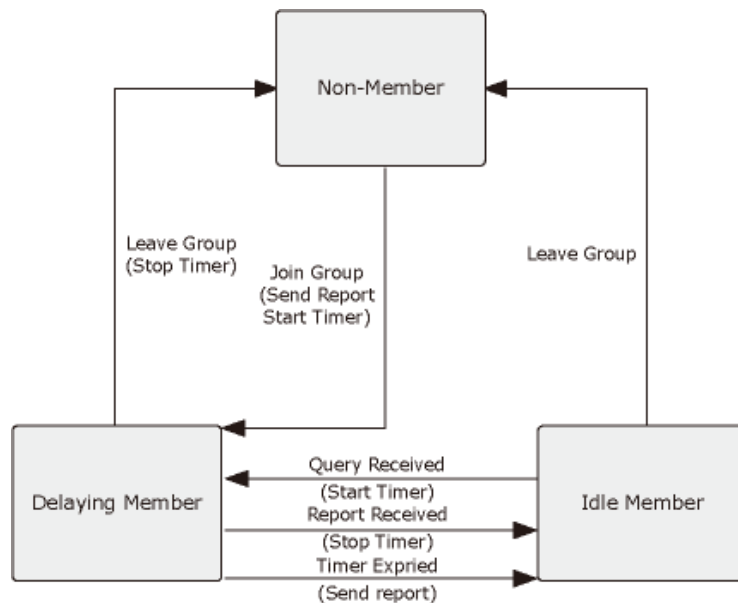 Non-Member
Leave Group
(Stop Timer)
Join Group
(Send Report
Start Timer)
Leave Group
Delaying Member
Query Received
(Start Timer)
Report Received
(Stop Timer)
Timer Expried
(Send report)
Idle Member